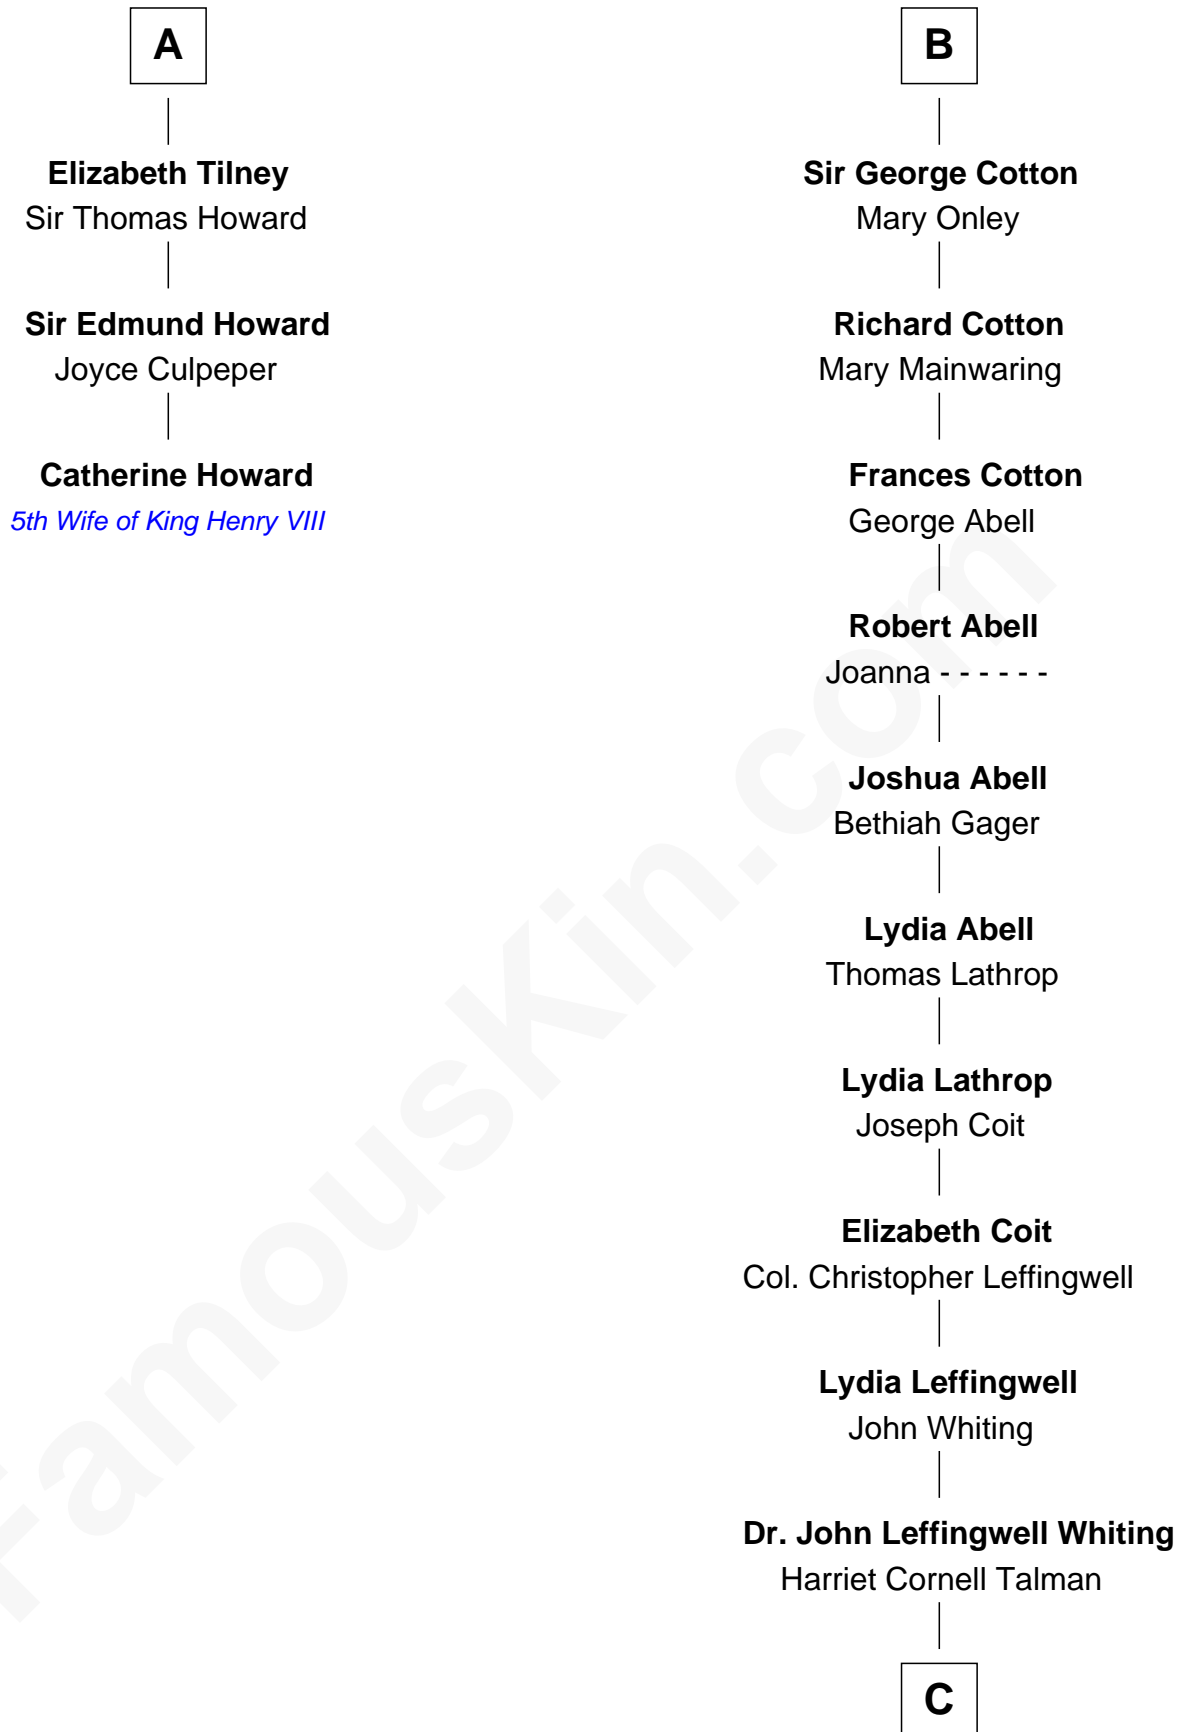 A
Elizabeth Tilney
Sir Thomas Howard
Sir Edmund Howard
Joyce Culpeper
Catherine Howard
5th Wife of King Henry VIII
B
Sir George Cotton
Mary Onley
Richard Cotton
Mary Mainwaring
Frances Cotton
George Abell
Robert Abell
Joanna - - - - - -
Joshua Abell
Bethiah Gager
Lydia Abell
Thomas Lathrop
Lydia Lathrop
Joseph Coit
Elizabeth Coit
Col. Christopher Leffingwell
Lydia Leffingwell
John Whiting
Dr. John Leffingwell Whiting
Harriet Cornell Talman
C
FamousKin.com